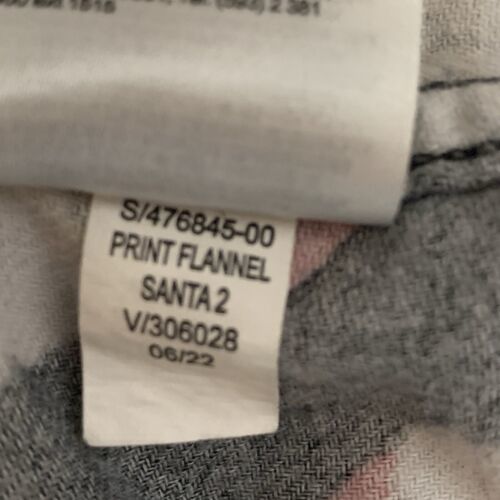 S/476845-00
PRINT FLANNEL
SANTA 2
V/306028
06/22